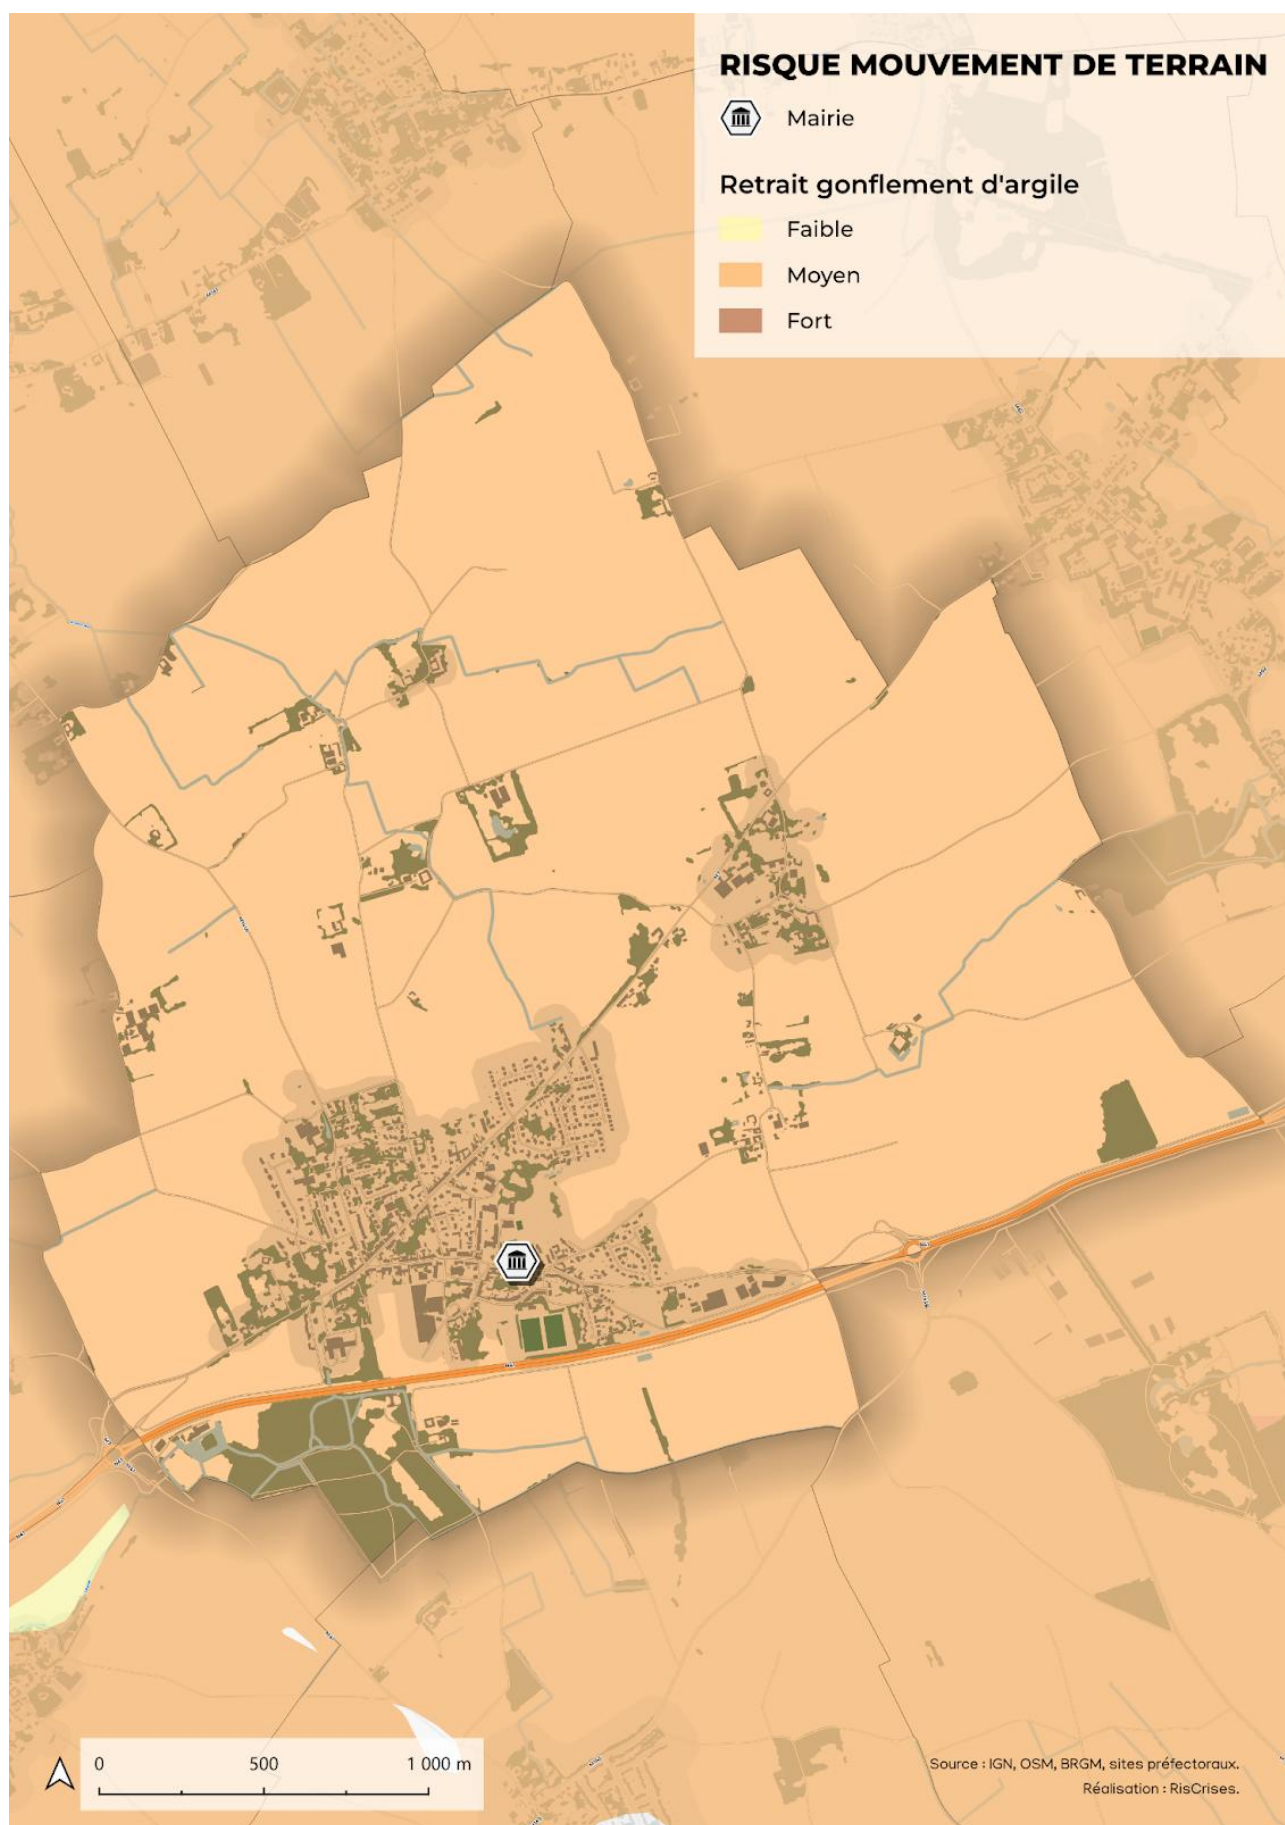 RISQUE MOUVEMENT DE TERRAIN
Mairie
Retrait gonflement d'argile
Faible
Moyen
Fort
0 500 1 000 m
Source : IGN, OSM, BRGM, sites préfectoraux.
Réalisation : RisCrises.